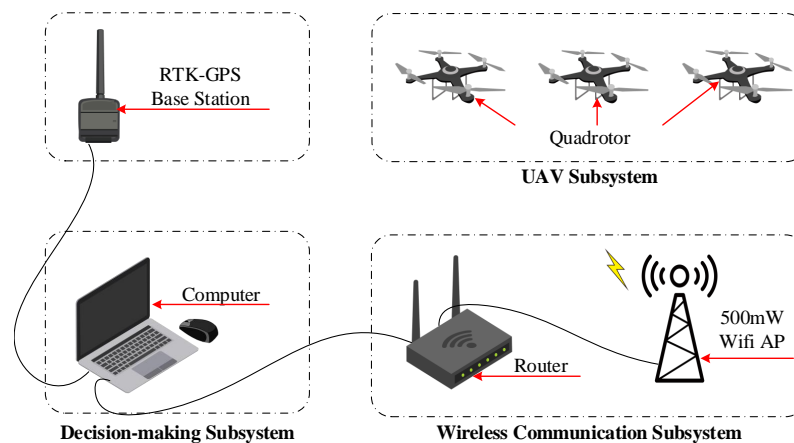 RTK-GPS
Base Station
Quadrotor
UAV Subsystem
Computer
500mW
Wifi AP
Router
Decision-making Subsystem
Wireless Communication Subsystem